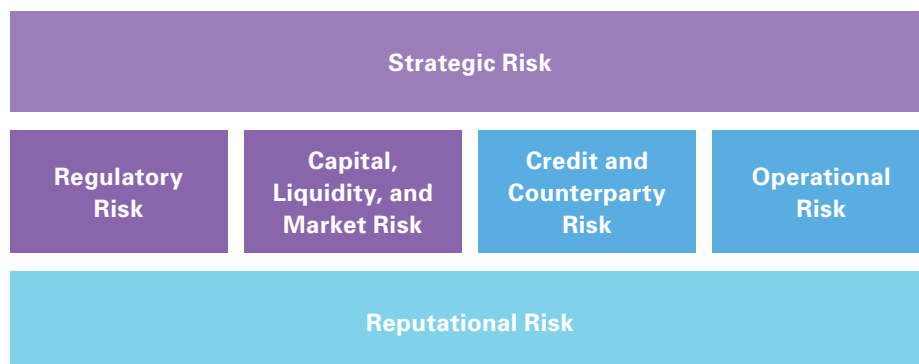 Strategic Risk
Regulatory
Risk
Capital,
Liquidity, and
Market Risk
Credit and
Counterparty
Risk
Operational
Risk
Reputational Risk